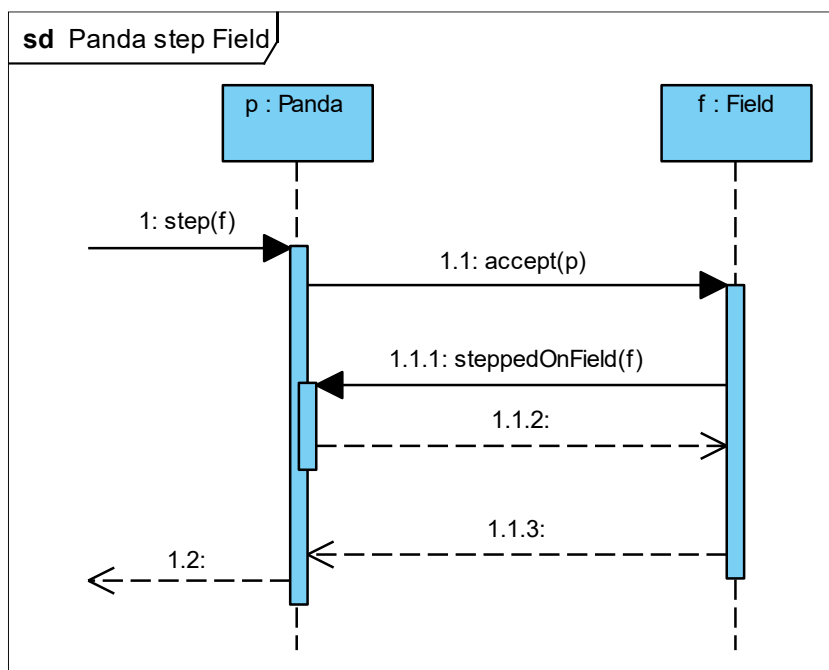 sd Panda step Field
p : Panda
f : Field
1: step(f)
1.1: accept(p)
1.1.1: steppedOnField(f)
1.1.2:
1.1.3:
1.2: